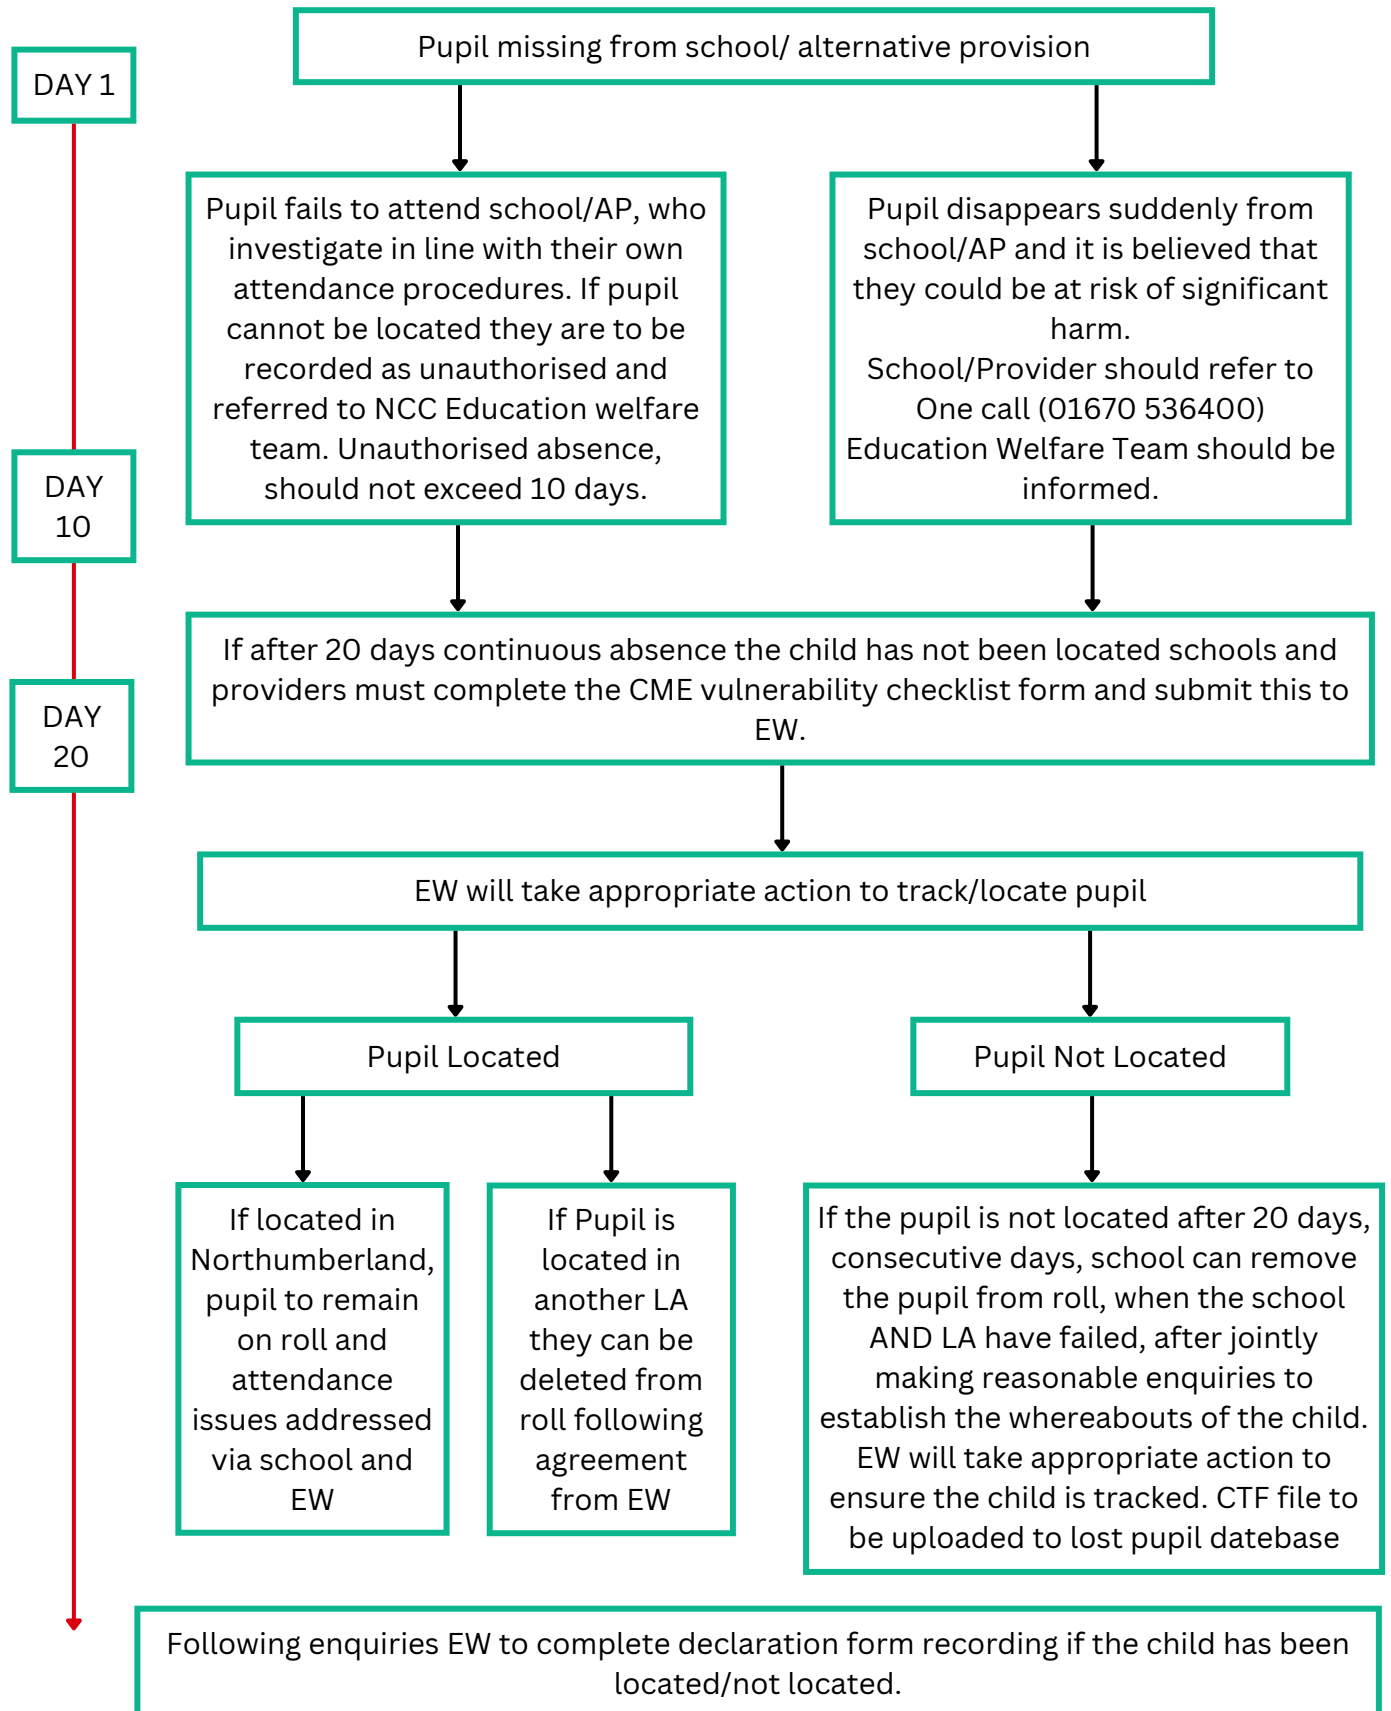 Pupil missing from school/ alternative provision
DAY 1
Pupil fails to attend school/AP, who
investigate in line with their own
attendance procedures. If pupil
cannot be located they are to be
recorded as unauthorised and
referred to NCC Education welfare
team. Unauthorised absence,
should not exceed 10 days.
Pupil disappears suddenly from
school/AP and it is believed that
they could be at risk of significant
harm.
School/Provider should refer to
One call (01670 536400)
Education Welfare Team should be
informed.
DAY
10
If after 20 days continuous absence the child has not been located schools and
providers must complete the CME vulnerability checklist form and submit this to
EW.
DAY
20
EW will take appropriate action to track/locate pupil
Pupil Located
Pupil Not Located
If located in
Northumberland,
pupil to remain
on roll and
attendance
issues addressed
via school and
EW
If Pupil is
located in
another LA
they can be
deleted from
roll following
agreement
from EW
If the pupil is not located after 20 days,
consecutive days, school can remove
the pupil from roll, when the school
AND LA have failed, after jointly
making reasonable enquiries to
establish the whereabouts of the child.
EW will take appropriate action to
ensure the child is tracked. CTF file to
be uploaded to lost pupil datebase
Following enquiries EW to complete declaration form recording if the child has been
located/not located.